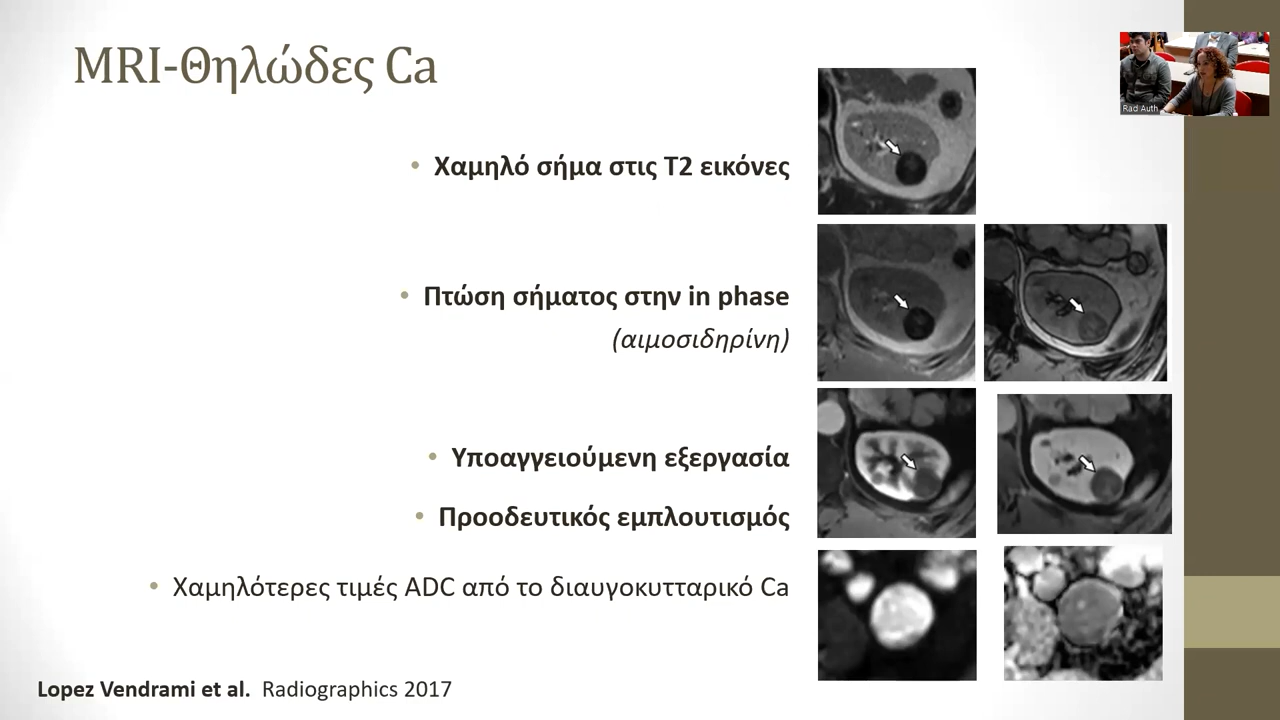 MRI-Θηλώδες Ca
Rad Auth
• Χαμηλό σήμα στις Τ2 εικόνες
• Πτώση σήματος στην in phase
(αιμοσιδηρίνη)
• Υποαγγειούμενη εξεργασία
• Προοδευτικός εμπλουτισμός
• Χαμηλότερες τιμές ADC από το διαυγοκυτταρικό Ca
Lopez Vendrami et al. Radiographics 2017